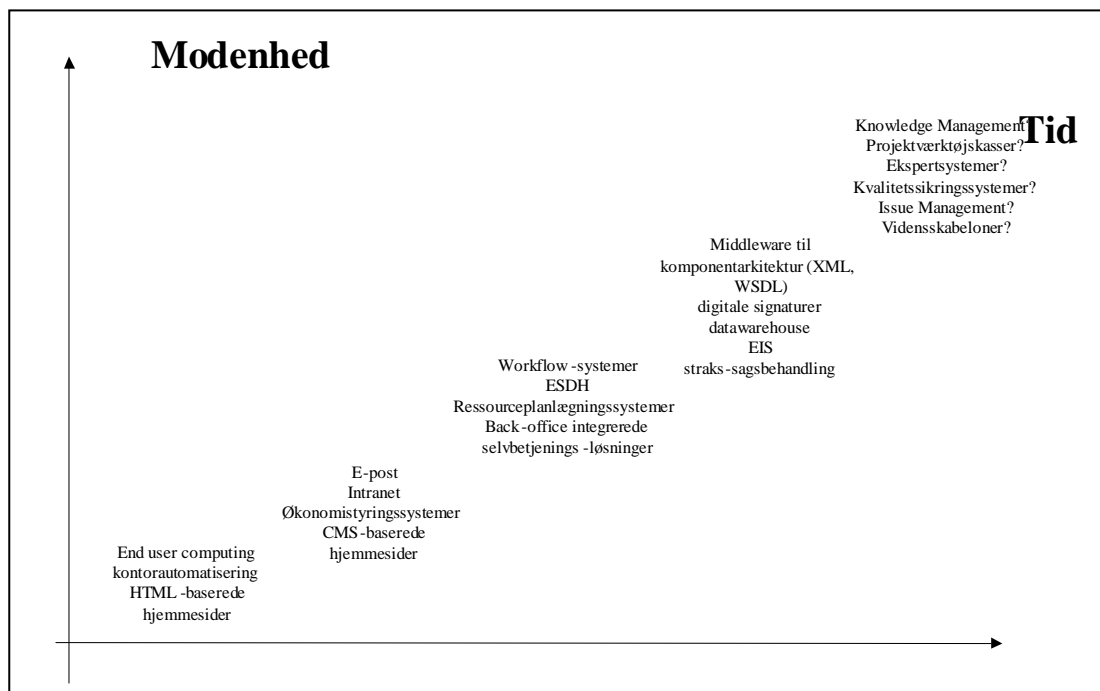 Modenhed
Tid
Knowledge Management?
Projektværktøjskasser?
Ekspertsystemer?
Kvalitetssikringssystemer?
Issue Management?
Vidensskabeloner?
Middleware til
komponentarkitektur (XML,
WSDL)
digitale signaturer
datawarehouse
EIS
straks-sagsbehandling
Workflow-systemer
ESDH
Ressourceplanlægningssystemer
Back-office integrerede
selvbetjenings-løsninger
E-post
Intranet
Økonomistyringssystemer
CMS-baserede
hjemmesider
End user computing
kontorautomatisering
HTML-baserede
hjemmesider